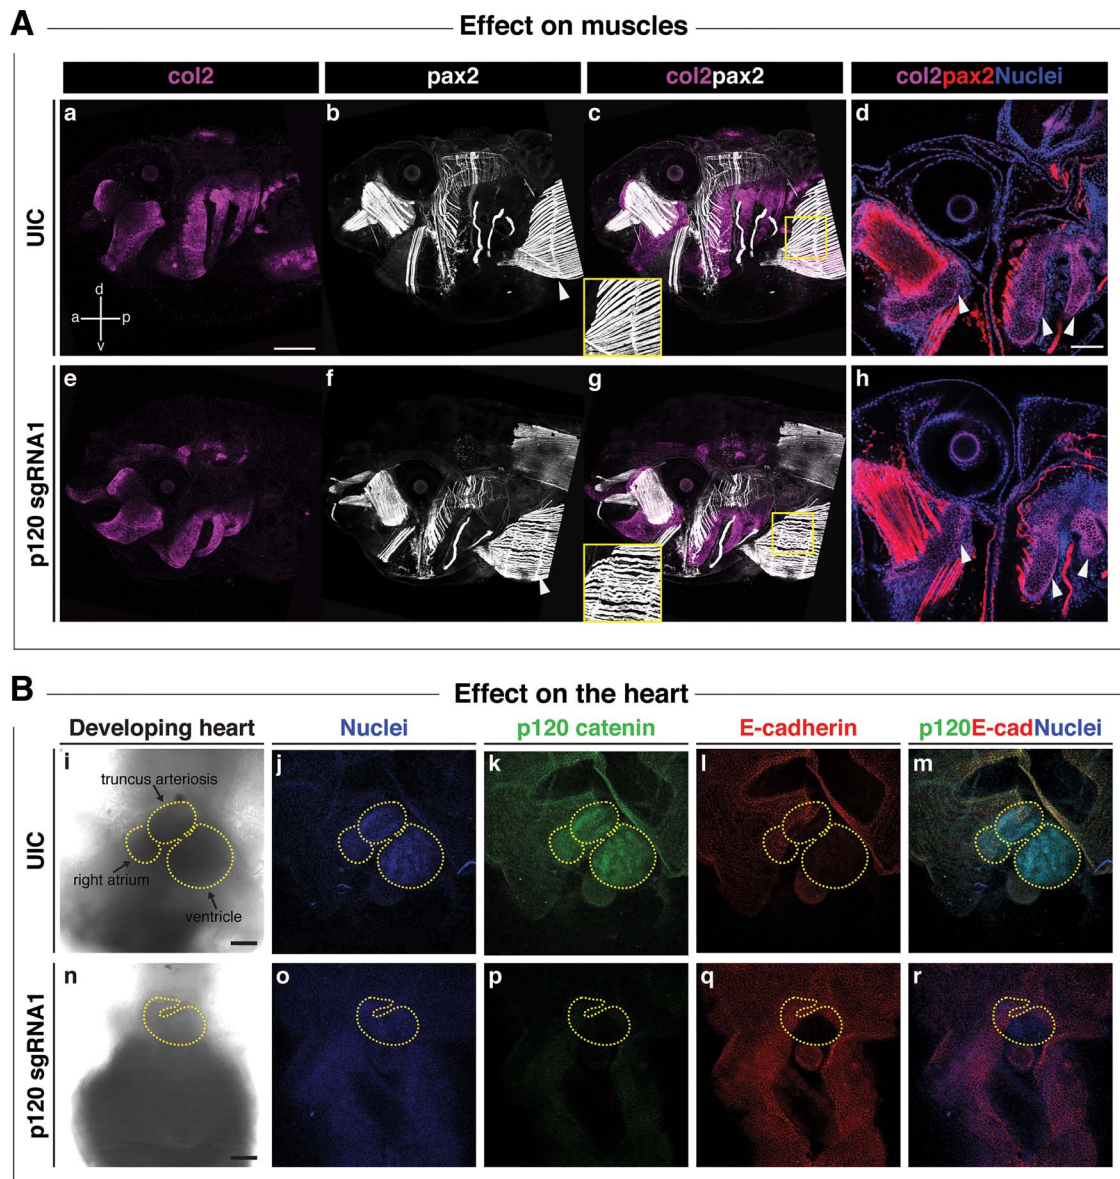 A Effect on muscles
col2 pax2 col2pax2 col2pax2Nuclei
UIC
a b c d
d
a p
v
p120 sgRNA1
e f g h
B Effect on the heart
Developing heart Nuclei p120 catenin E-cadherin p120E-cadNuclei
UIC
i j k l m
truncus arteriosis
right atrium
ventricle
p120 sgRNA1
n o p q r